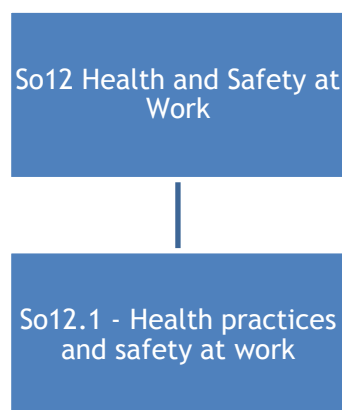 So12 Health and Safety at
Work
So12.1 - Health practices
and safety at work